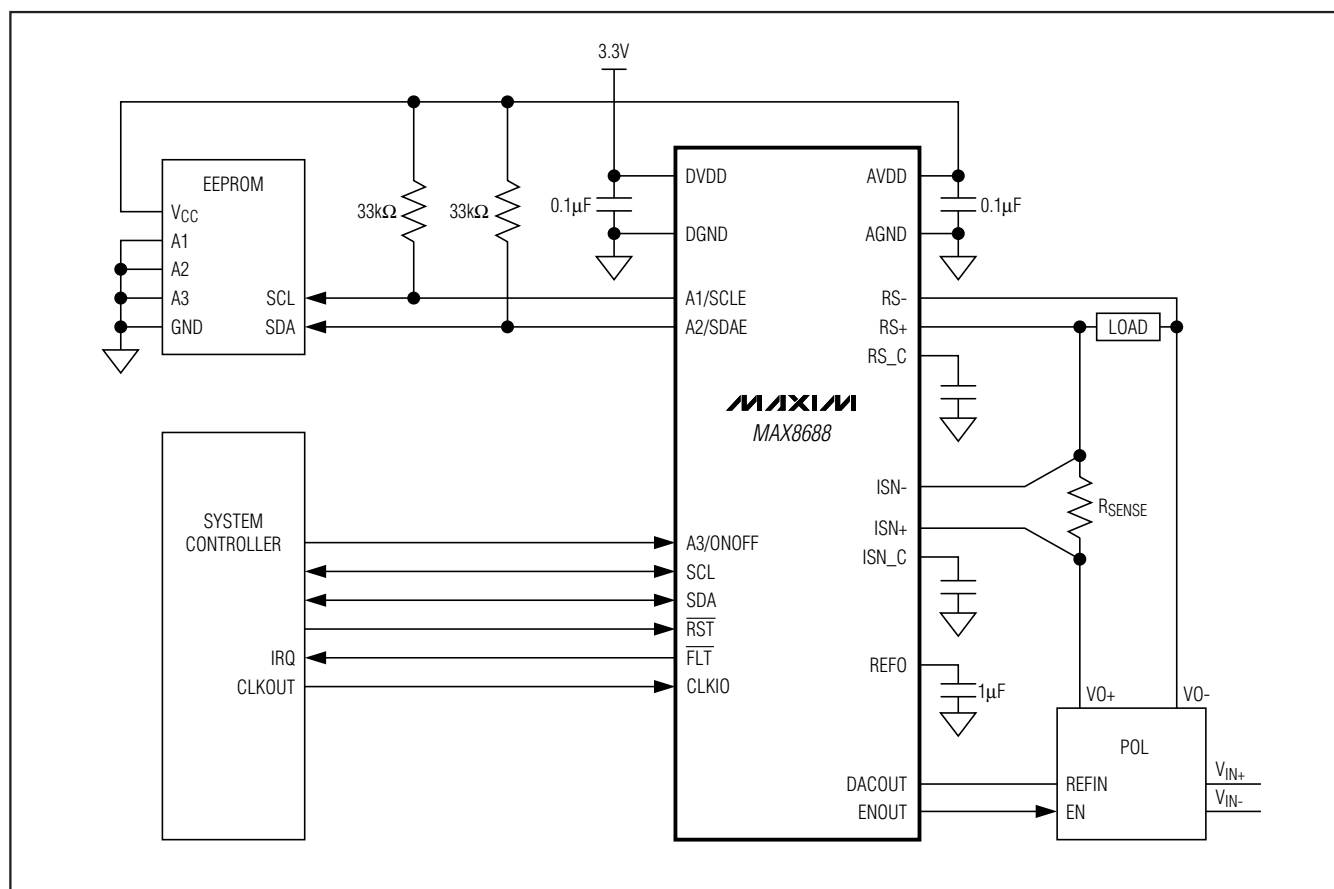 3.3V
EEPROM
VCC
A1
A2
A3
GND
SCL
SDA
33kΩ
33kΩ
0.1µF
0.1µF
DVDD
DGND
A1/SCLE
A2/SDAE
AVDD
AGND
RS-
RS+
RS_C
LOAD
MAXIM
MAX8688
ISN-
ISN+
ISN_C
RSENSE
SYSTEM
CONTROLLER
IRQ
CLKOUT
A3/ONOFF
SCL
SDA
RST
FLT
CLKIO
REFO
1µF
DACOUT
ENOUT
VO+
VO-
POL
REFIN
EN
VIN+
VIN-